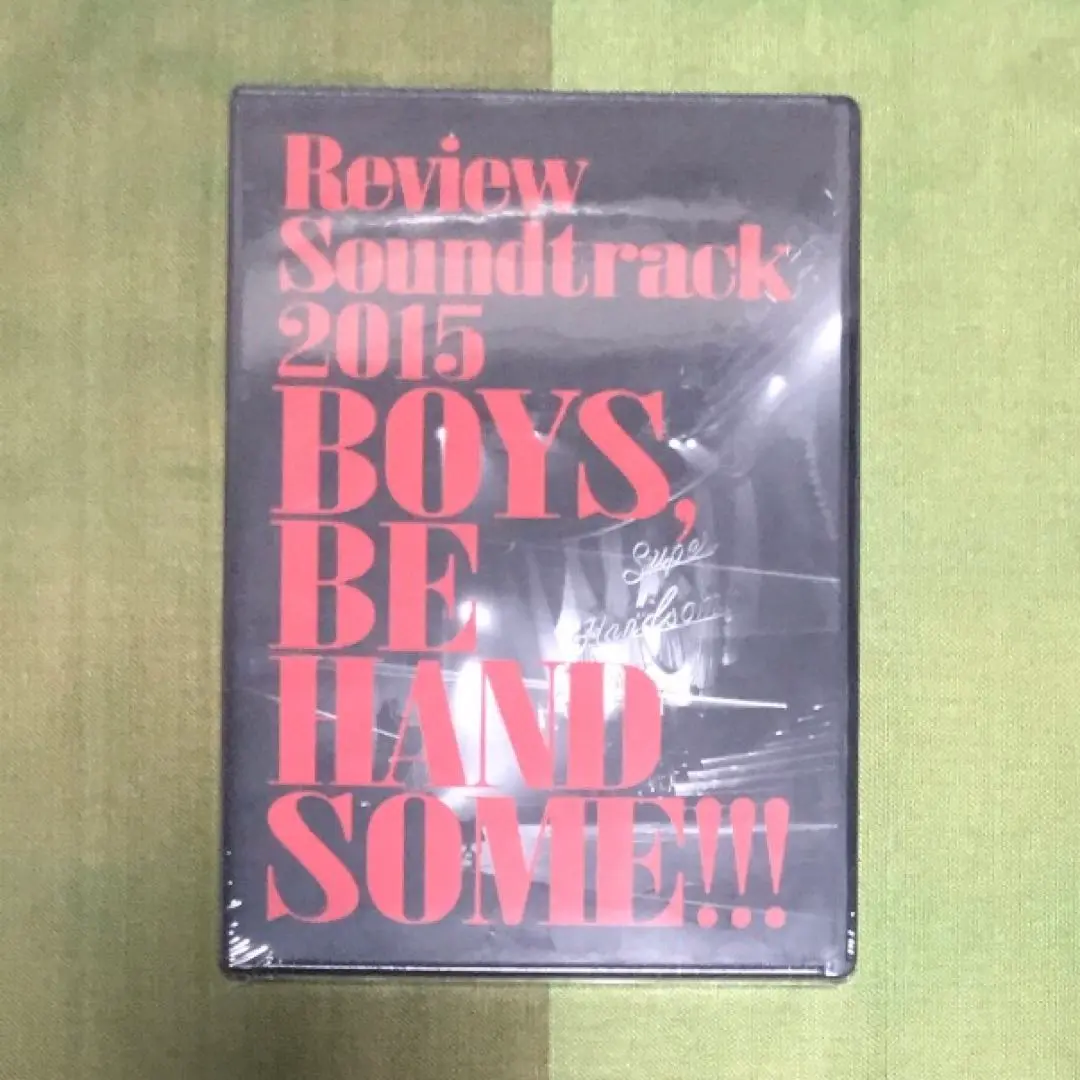 Review
Soundtrack
2015
BOYS,
BE
HAND
SOME!!!